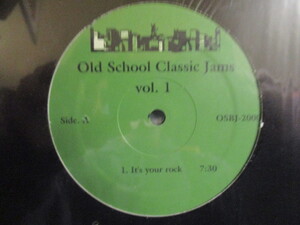 Old School Classic Jams
vol. 1
Side. A
1. It's your rock 7:30